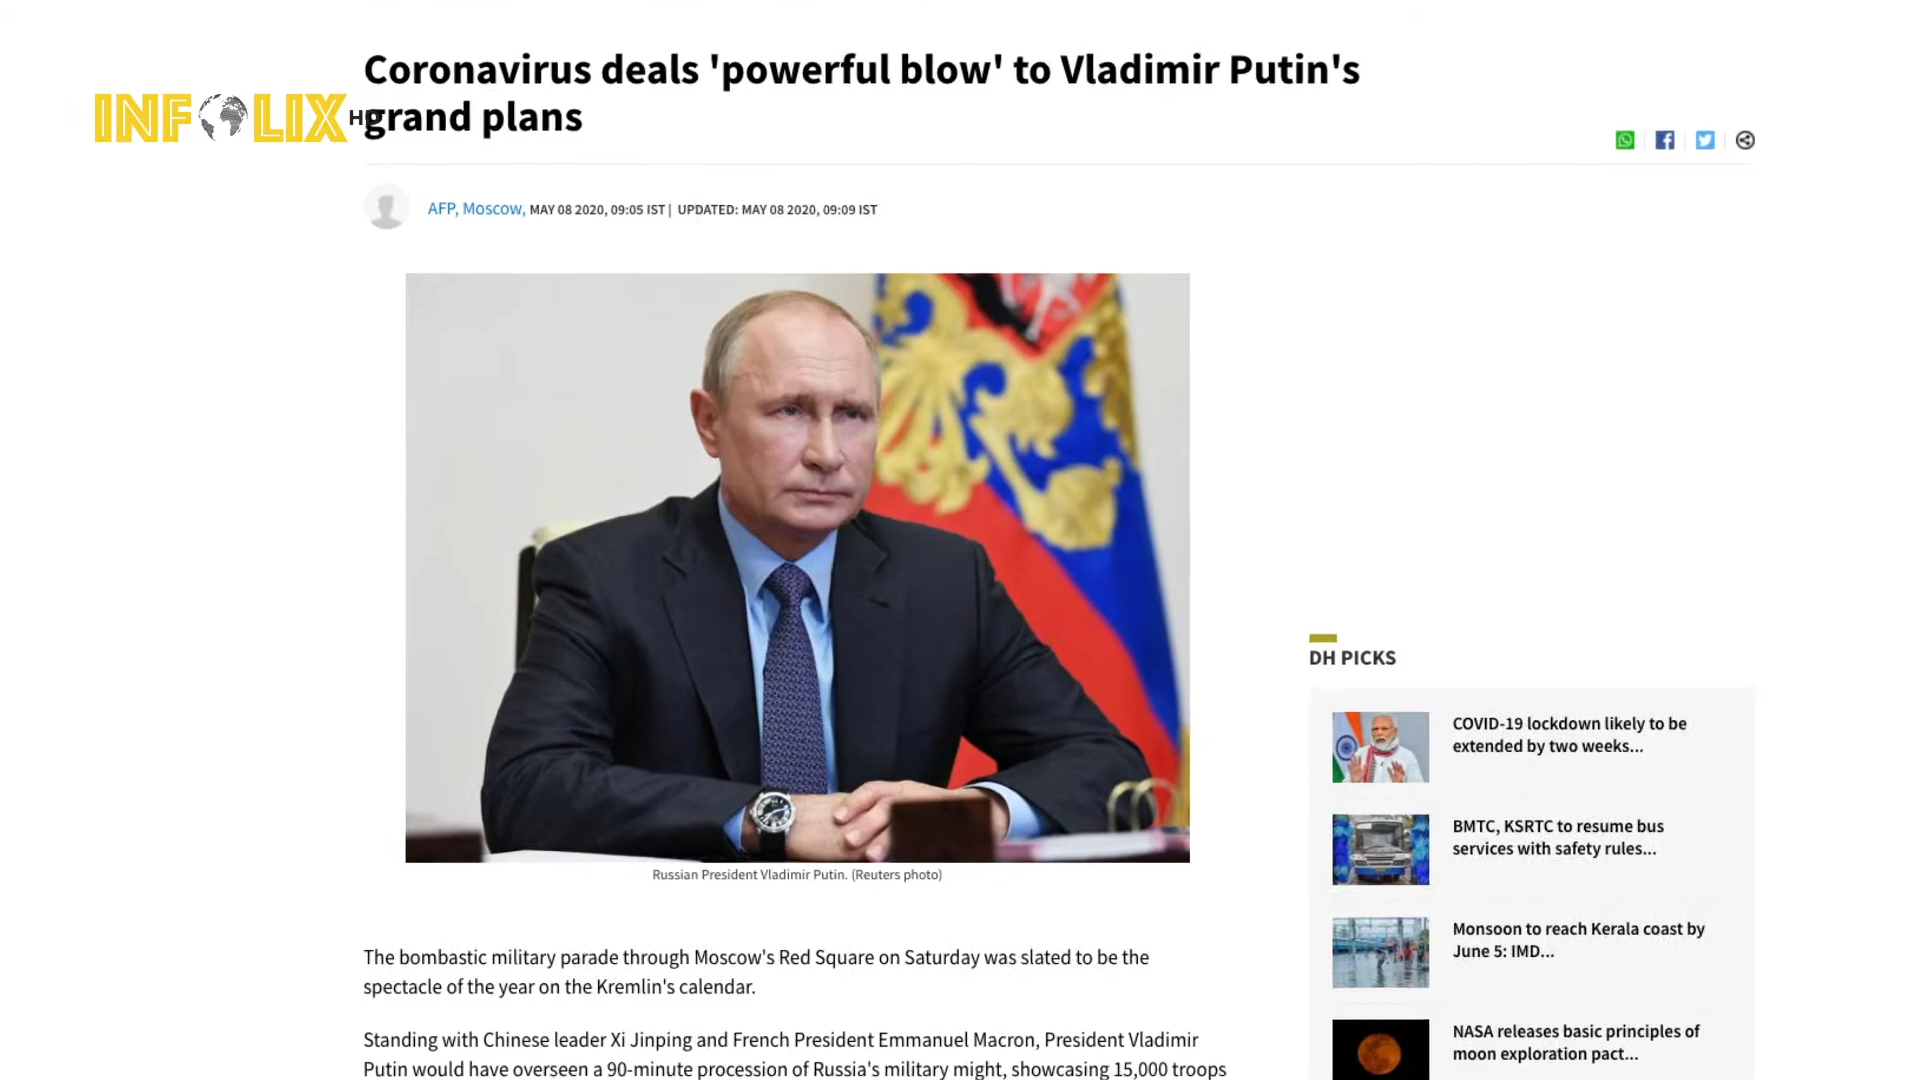 Coronavirus deals 'powerful blow' to Vladimir Putin's
grand plans
INFOLIX HD
AFP, Moscow, MAY 08 2020, 09:05 IST | UPDATED: MAY 08 2020, 09:09 IST
Russian President Vladimir Putin. (Reuters photo)
The bombastic military parade through Moscow's Red Square on Saturday was slated to be the
spectacle of the year on the Kremlin's calendar.
Standing with Chinese leader Xi Jinping and French President Emmanuel Macron, President Vladimir
Putin would have overseen a 90-minute procession of Russia's military might, showcasing 15,000 troops
DH PICKS
COVID-19 lockdown likely to be
extended by two weeks...
BMTC, KSRTC to resume bus
services with safety rules...
Monsoon to reach Kerala coast by
June 5: IMD...
NASA releases basic principles of
moon exploration pact...